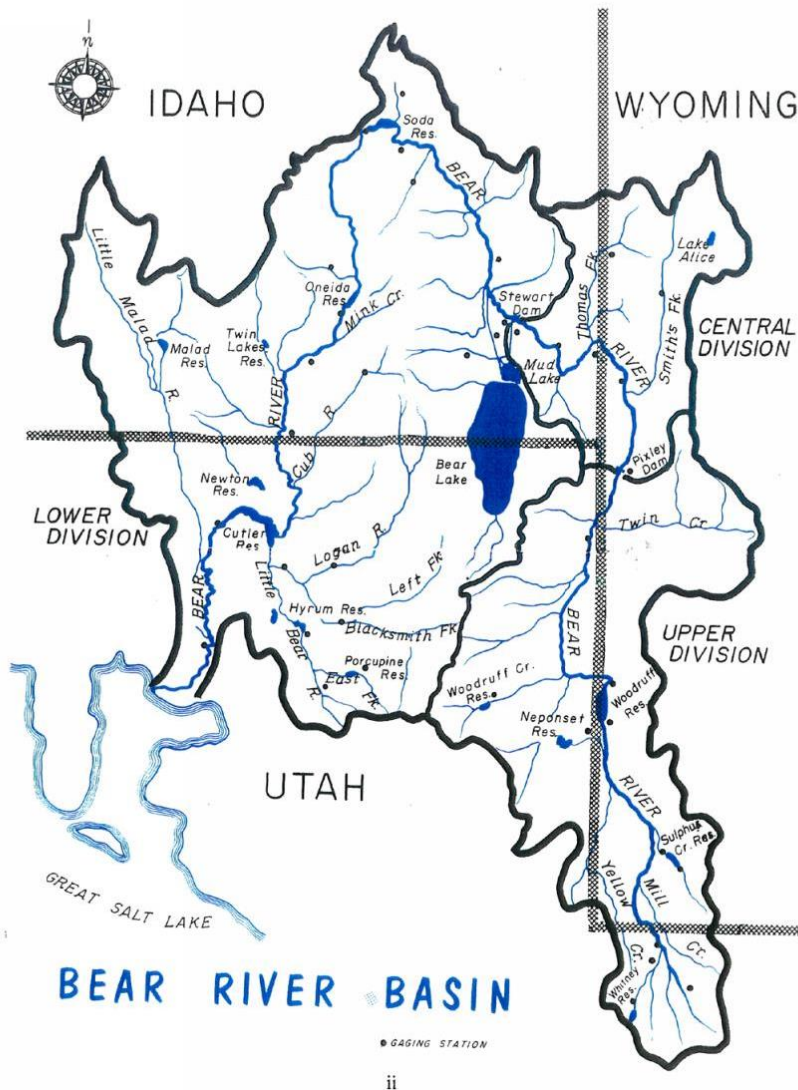 n
IDAHO
WYOMING
Soda
Res.
BEAR
Little
Malad
R.
Lake
Alice
Thomas Fk.
Smith's Fk.
Oneida
Res.
Mink Cr.
Stewart
Dam
CENTRAL
DIVISION
Malad
Res.
Twin
Lakes
Res.
RIVER
RIVER
Mud
Lake
Cub R.
Bear
Lake
Pixley
Dam
Newton
Res.
LOWER
DIVISION
Cutler
Res
Logan R.
Twin Cr.
Left Fk.
BEAR
Little
Bear
R.
Hyrum Res.
Blacksmith Fk.
BEAR
UPPER
DIVISION
Porcupine
Res.
East Fk.
Woodruff Cr.
Res.
Woodruff
Res.
Neponset
Res.
UTAH
RIVER
Sulphur
Cr. Res.
Yellow
Cr.
Mill
Cr.
Whitney
Res.
GREAT SALT LAKE
BEAR RIVER BASIN
GAGING STATION
ii